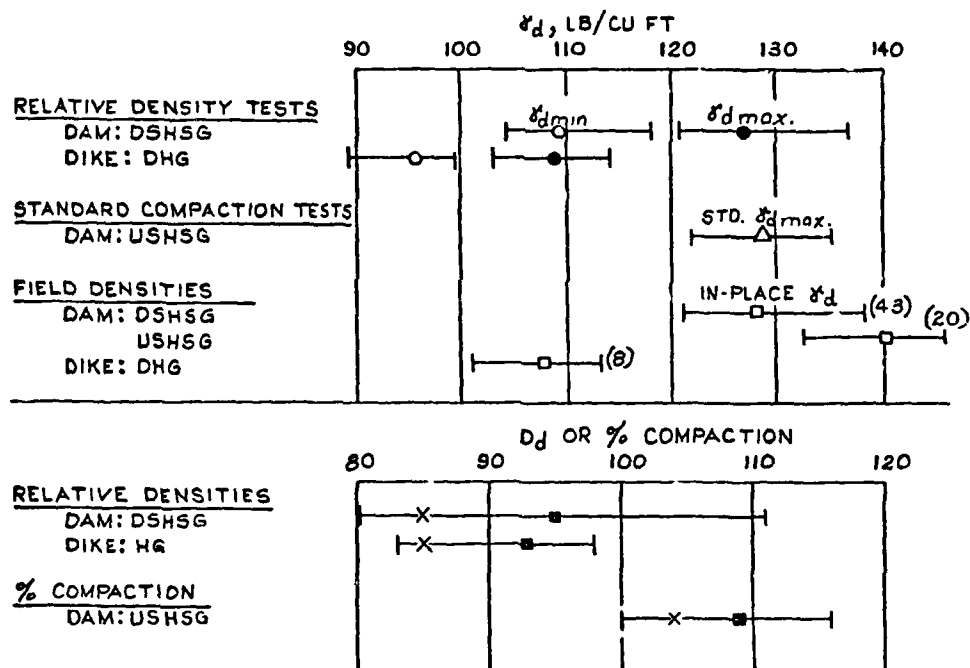 γd, LB/CU FT
90 100 110 120 130 140
RELATIVE DENSITY TESTS
γdmin γd max.
DAM: DSHSG
DIKE: DHG
STANDARD COMPACTION TESTS
STD. γd max.
DAM: USHSG
FIELD DENSITIES
IN-PLACE γd (43)
DAM: DSHSG
(20)
USHSG
DIKE: DHG (8)
Dd OR % COMPACTION
80 90 100 110 120
RELATIVE DENSITIES
DAM: DSHSG
DIKE: HG
% COMPACTION
DAM: USHSG